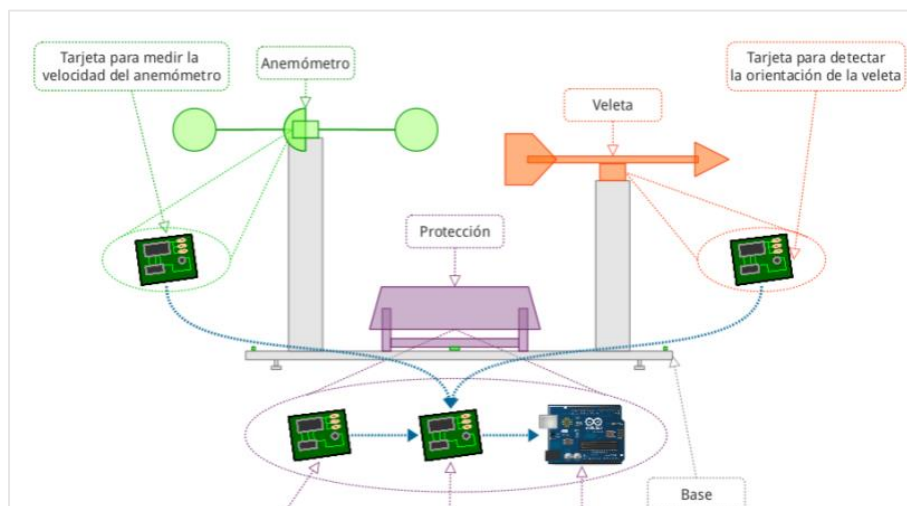 Tarjeta para medir la
velocidad del anemómetro
Anemómetro
Tarjeta para detectar
la orientación de la veleta
Veleta
Protección
Base